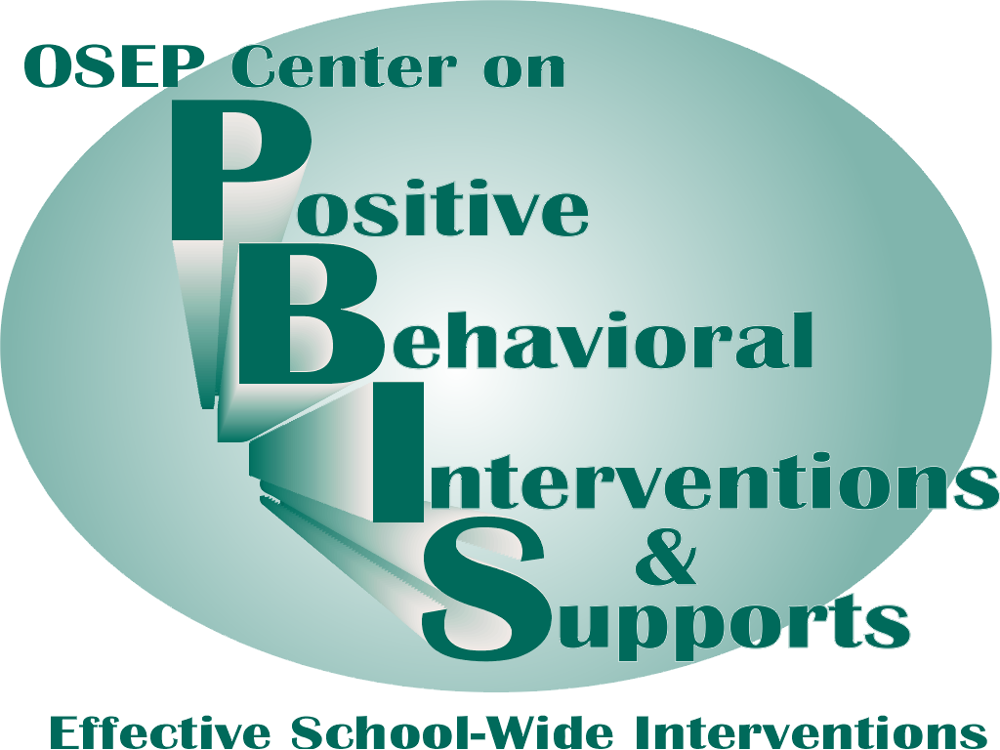 OSEP Center on
Positive
Behavioral
Interventions
&
Supports
Effective School-Wide Interventions